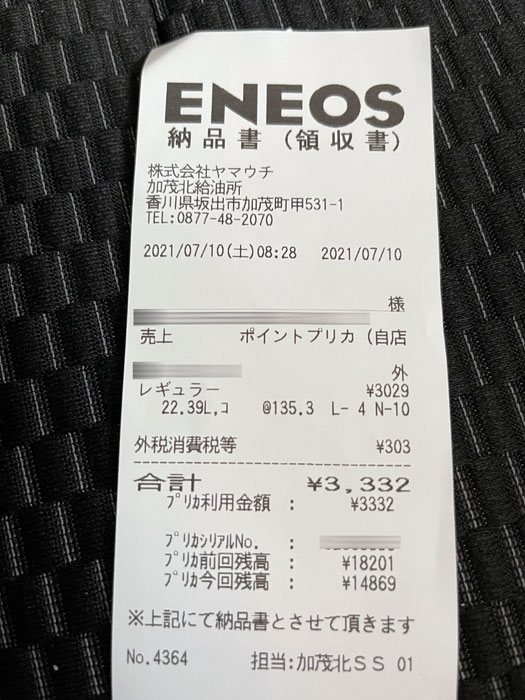 ENEOS
納品書（領収書）
株式会社ヤマウチ
加茂北給油所
香川県坂出市加茂町甲531-1
TEL:0877-48-2070
2021/07/10(土)08:28 2021/07/10
様
売上 ポイントプリカ（自店
外
レギュラー ¥3029
22.39L,ｺ @135.3 L- 4 N-10
外税消費税等 ¥303
合計 ¥3,332
ﾌﾟﾘｶ利用金額 : ¥3332
ﾌﾟﾘｶｼﾘｱﾙNo. :
ﾌﾟﾘｶ前回残高 : ¥18201
ﾌﾟﾘｶ今回残高 : ¥14869
※上記にて納品書とさせて頂きます
No.4364 担当:加茂北ＳＳ 01